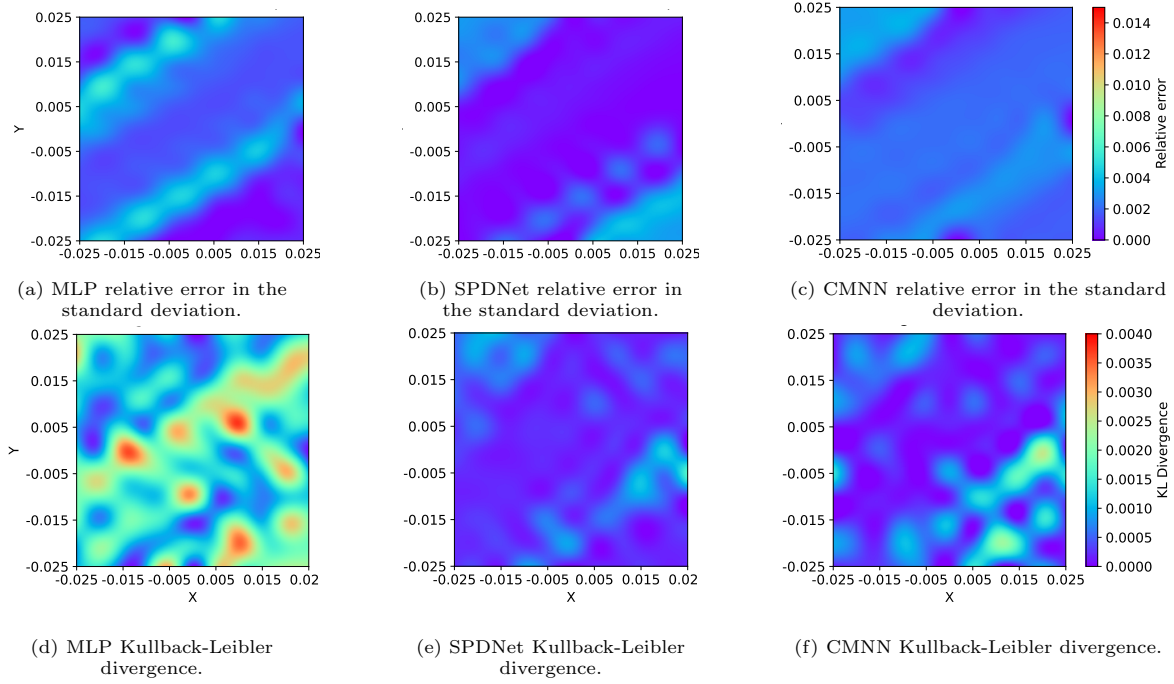 0.025
0.015
0.005
-0.005
-0.015
-0.025
Y
-0.025 -0.015 -0.005 0.005 0.015 0.025
(a) MLP relative error in the
standard deviation.
0.025
0.015
0.005
-0.005
-0.015
-0.025
-0.025 -0.015 -0.005 0.005 0.015 0.025
(b) SPDNet relative error in
the standard deviation.
0.025
0.015
0.005
-0.005
-0.015
-0.025
-0.025 -0.015 -0.005 0.005 0.015 0.025
0.014
0.012
0.010
0.008
0.006
0.004
0.002
0.000
Relative error
(c) CMNN relative error in the standard
deviation.
0.025
0.015
0.005
-0.005
-0.015
-0.025
Y
-0.025 -0.015 -0.005 0.005 0.015 0.02
X
(d) MLP Kullback-Leibler
divergence.
0.025
0.015
0.005
-0.005
-0.015
-0.025
-0.025 -0.015 -0.005 0.005 0.015 0.02
X
(e) SPDNet Kullback-Leibler
divergence.
0.025
0.015
0.005
-0.005
-0.015
-0.025
-0.025 -0.015 -0.005 0.005 0.015 0.025
X
0.0040
0.0035
0.0030
0.0025
0.0020
0.0015
0.0010
0.0005
0.0000
KL Divergence
(f) CMNN Kullback-Leibler divergence.